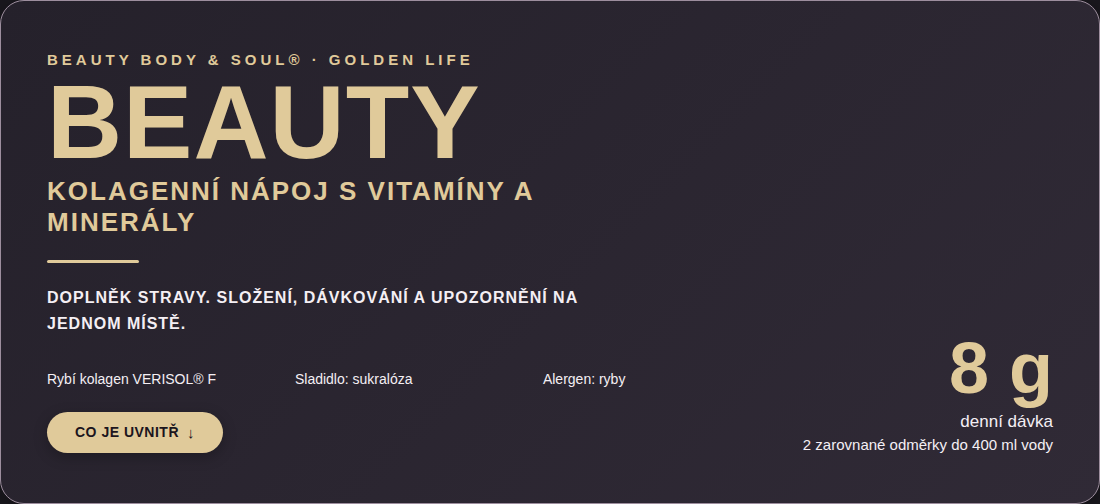 BEAUTY BODY & SOUL® · GOLDEN LIFE
BEAUTY
KOLAGENNÍ NÁPOJ S VITAMÍNY A
MINERÁLY
DOPLNĚK STRAVY. SLOŽENÍ, DÁVKOVÁNÍ A UPOZORNĚNÍ NA
JEDNOM MÍSTĚ.
Rybí kolagen VERISOL® F
Sladidlo: sukralóza
Alergen: ryby
CO JE UVNITŘ ↓
8 g
denní dávka
2 zarovnané odměrky do 400 ml vody